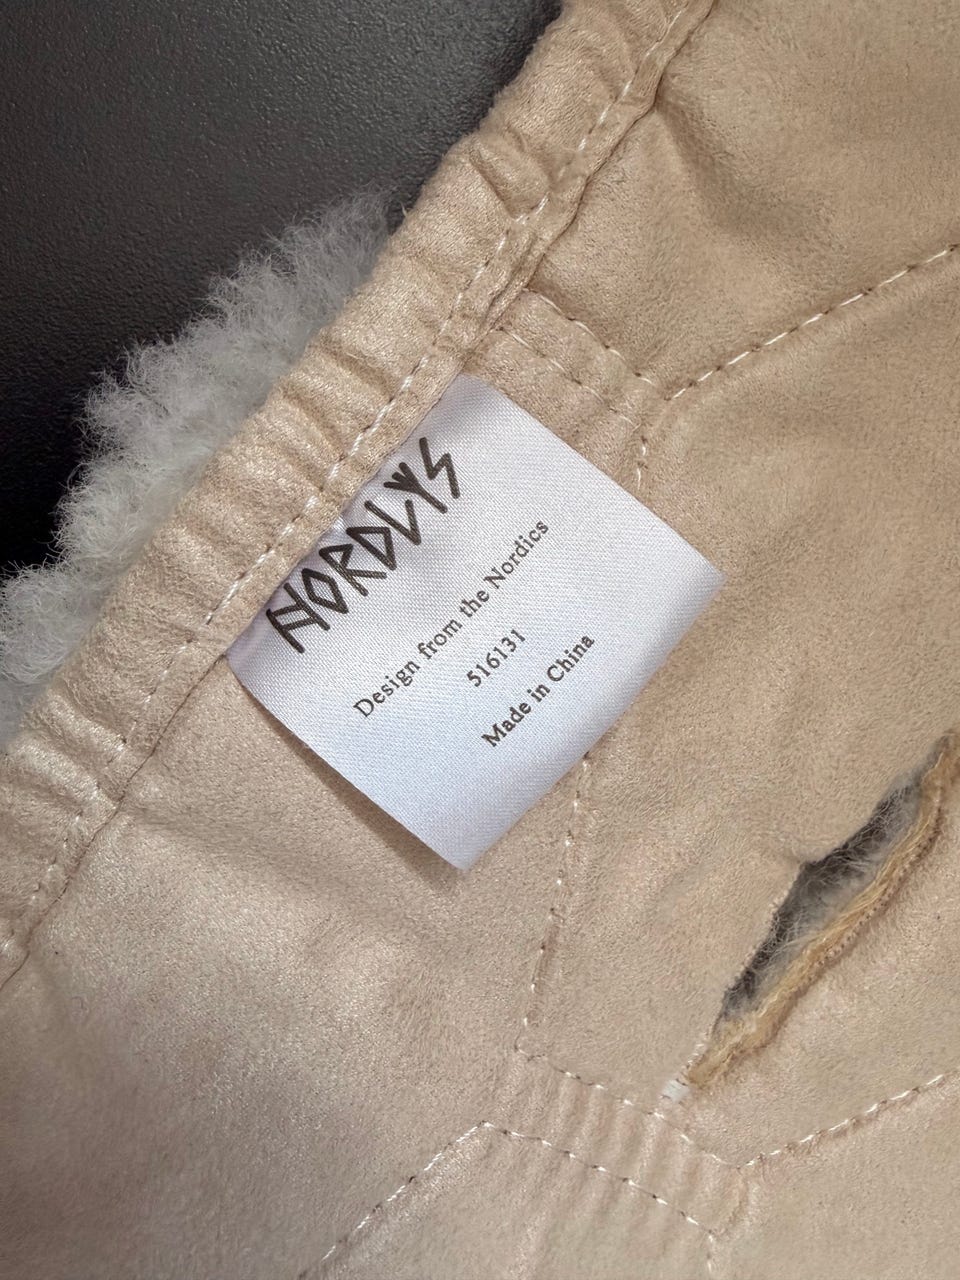 NORDLYS
Design from the Nordics
516131
Made in China